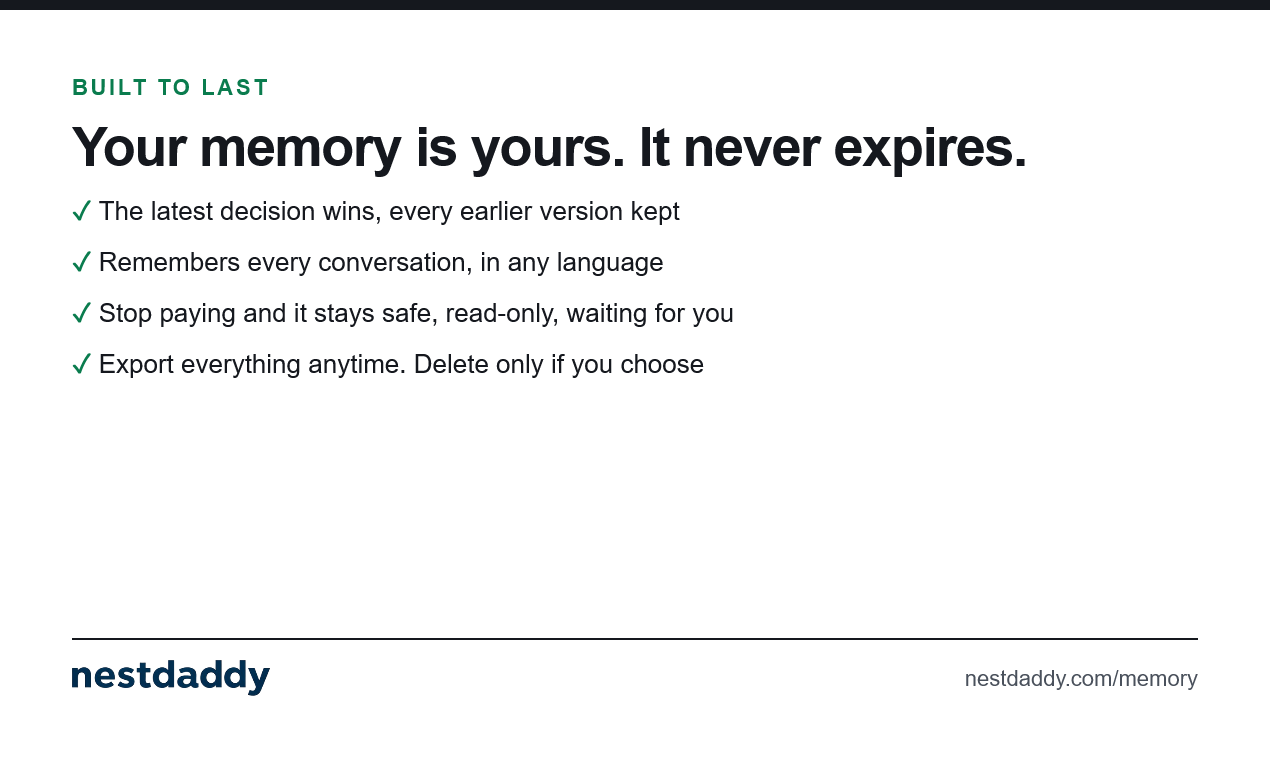 BUILT TO LAST
Your memory is yours. It never expires.
✓ The latest decision wins, every earlier version kept
✓ Remembers every conversation, in any language
✓ Stop paying and it stays safe, read-only, waiting for you
✓ Export everything anytime. Delete only if you choose
nestdaddy
nestdaddy.com/memory